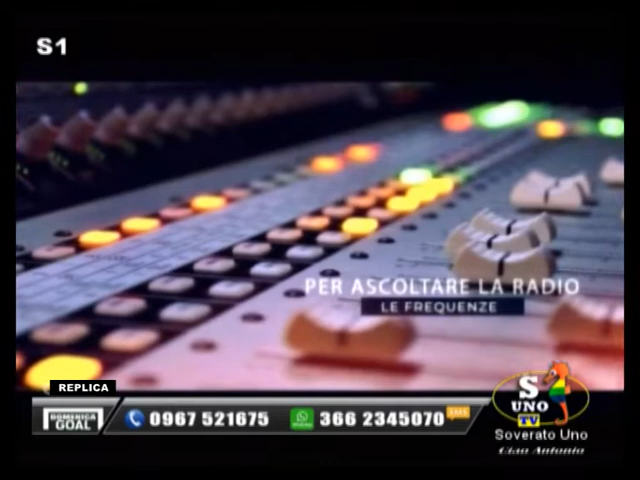 S1
PER ASCOLTARE LA RADIO
LE FREQUENZE
REPLICA
DOMENICA
GOAL
0967 521675
366 2345070
SMS
S
UNO
TV
Soverato Uno
Ciao Antonio